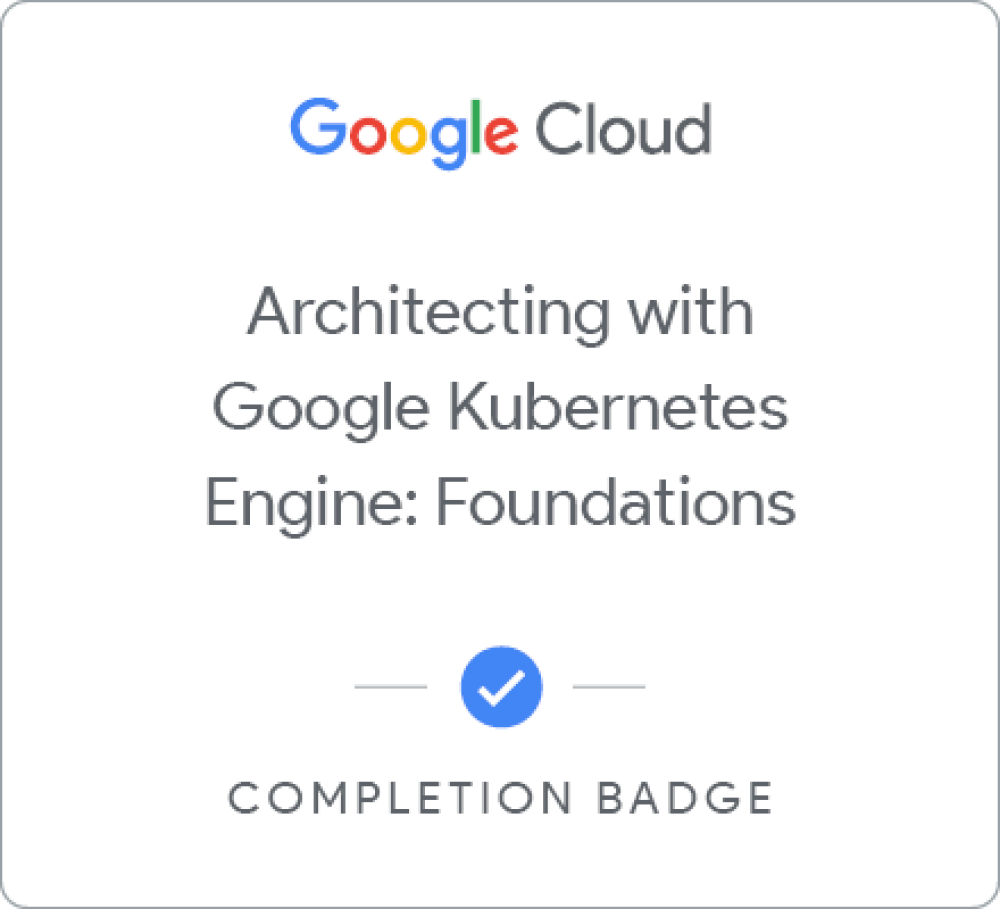 Google Cloud
Architecting with
Google Kubernetes
Engine: Foundations
COMPLETION BADGE